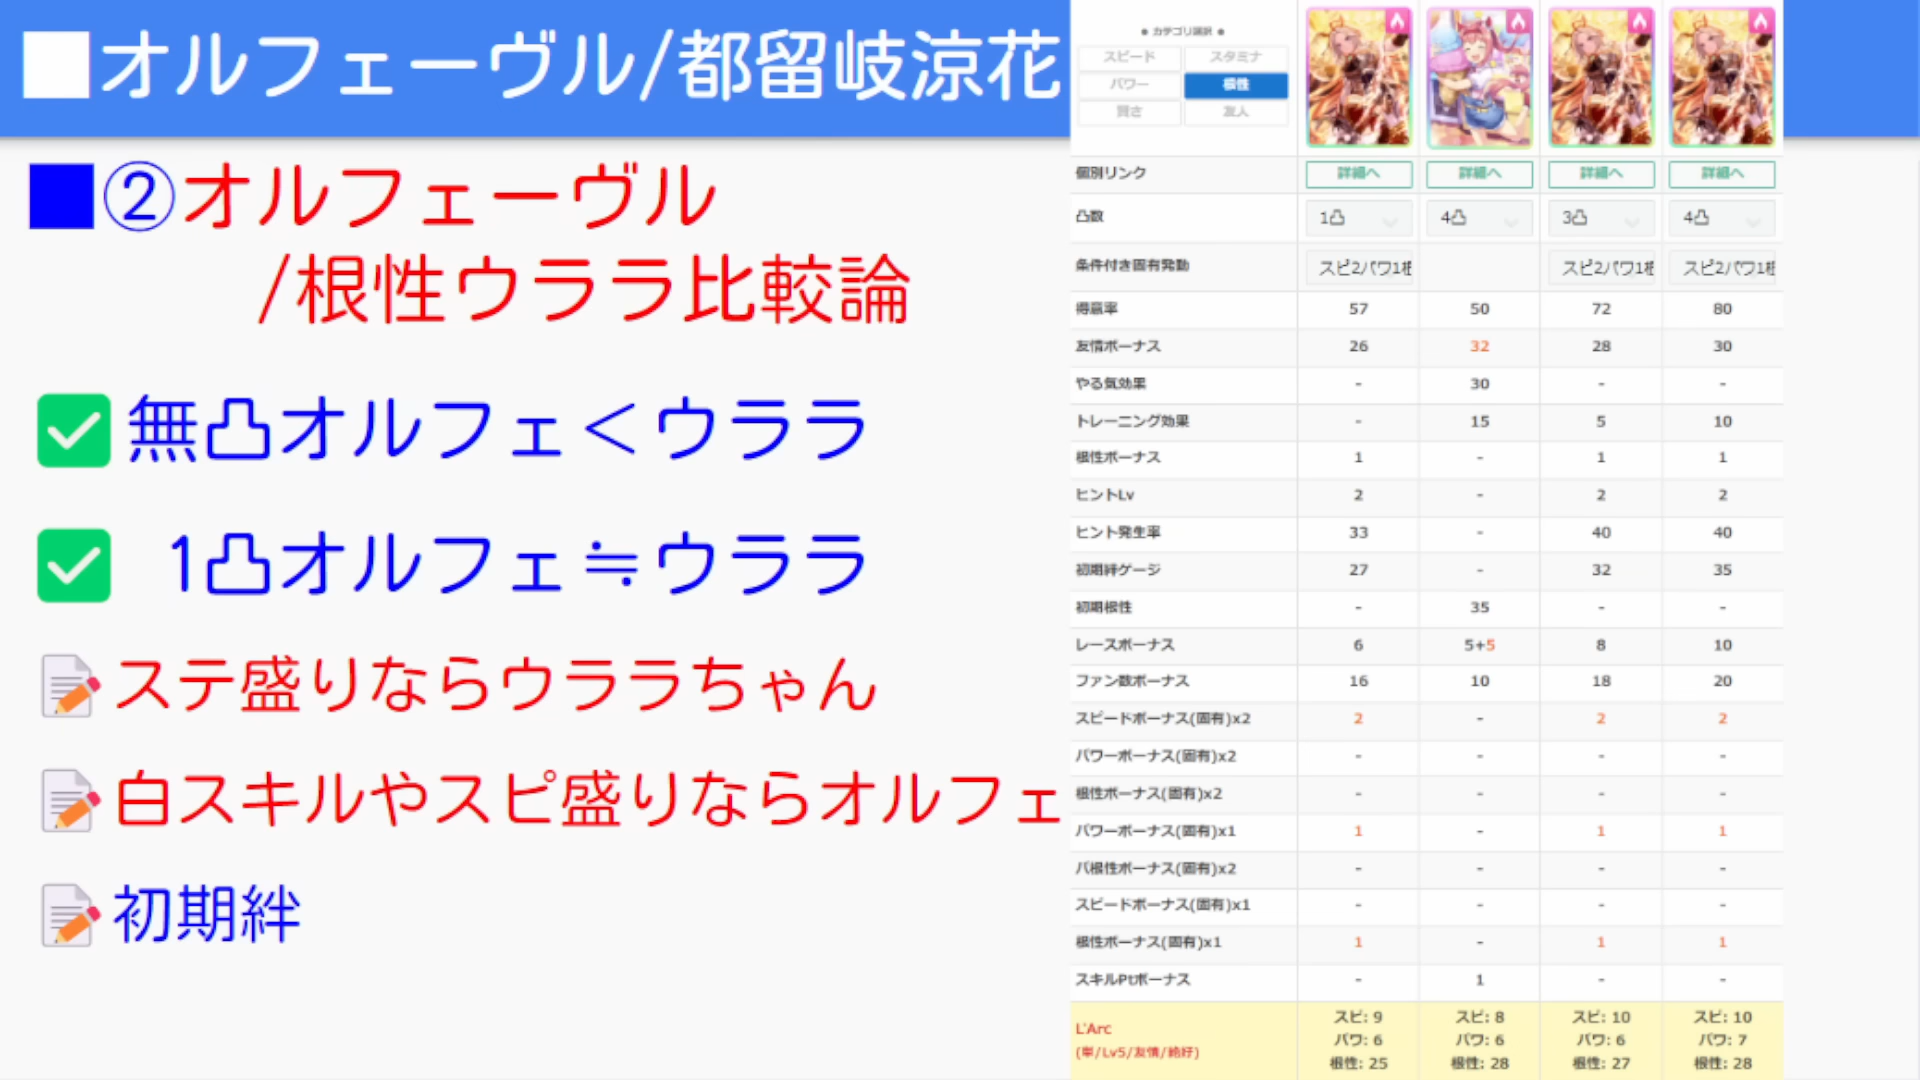 ■オルフェーヴル/都留岐涼花
■②オルフェーヴル
/根性ウララ比較論
無凸オルフェ＜ウララ
1凸オルフェ≒ウララ
ステ盛りならウララちゃん
白スキルやスピ盛りならオルフェ
初期絆
● カテゴリ選択 ●
スピード スタミナ
パワー 根性
賢さ 友人
個別リンク 詳細へ 詳細へ 詳細へ 詳細へ
凸数 1凸 4凸 3凸 4凸
条件付き固有発動 スピ2パワ1根 スピ2パワ1根 スピ2パワ1根
得意率 57 50 72 80
友情ボーナス 26 32 28 30
やる気効果 - 30 - -
トレーニング効果 - 15 5 10
根性ボーナス 1 - 1 1
ヒントLv 2 - 2 2
ヒント発生率 33 - 40 40
初期絆ゲージ 27 - 32 35
初期根性 - 35 - -
レースボーナス 6 5+5 8 10
ファン数ボーナス 16 10 18 20
スピードボーナス(固有)x2 2 - 2 2
パワーボーナス(固有)x2 - - - -
根性ボーナス(固有)x2 - - - -
パワーボーナス(固有)x1 1 - 1 1
パ根性ボーナス(固有)x2 - - - -
スピードボーナス(固有)x1 - - - -
根性ボーナス(固有)x1 1 - 1 1
スキルPtボーナス - 1 - -
L'Arc
(単/Lv5/友情/絶好)
スピ: 9 スピ: 8 スピ: 10 スピ: 10
パワ: 6 パワ: 6 パワ: 6 パワ: 7
根性: 25 根性: 28 根性: 27 根性: 28